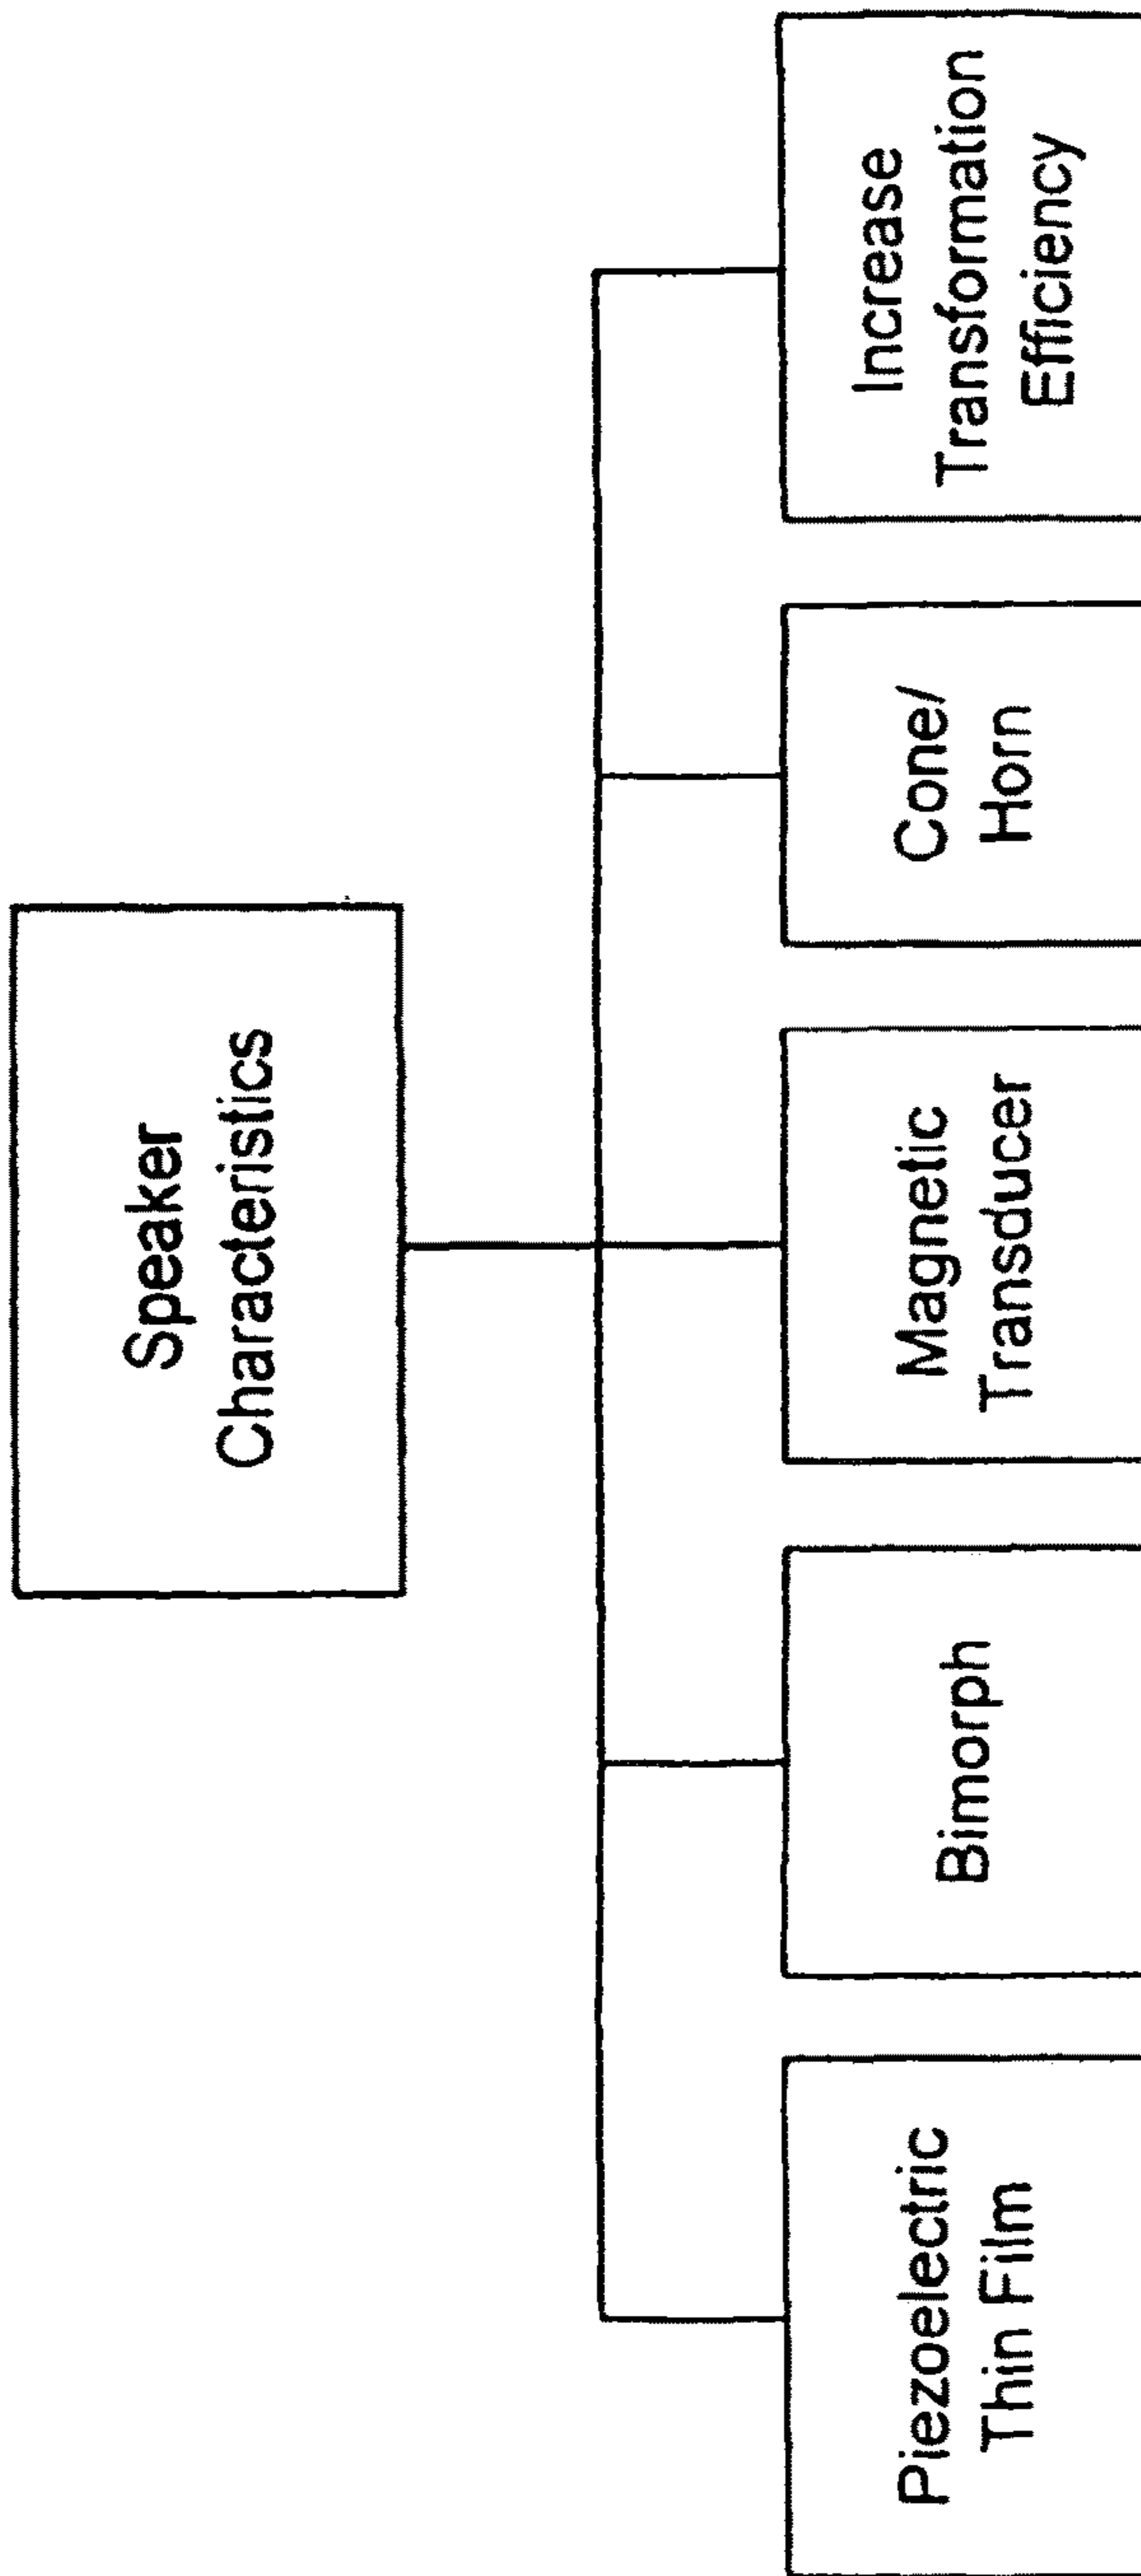 Speaker
Characteristics
Piezoelectric
Thin Film
Bimorph
Magnetic
Transducer
Cone/
Horn
Increase
Transformation
Efficiency